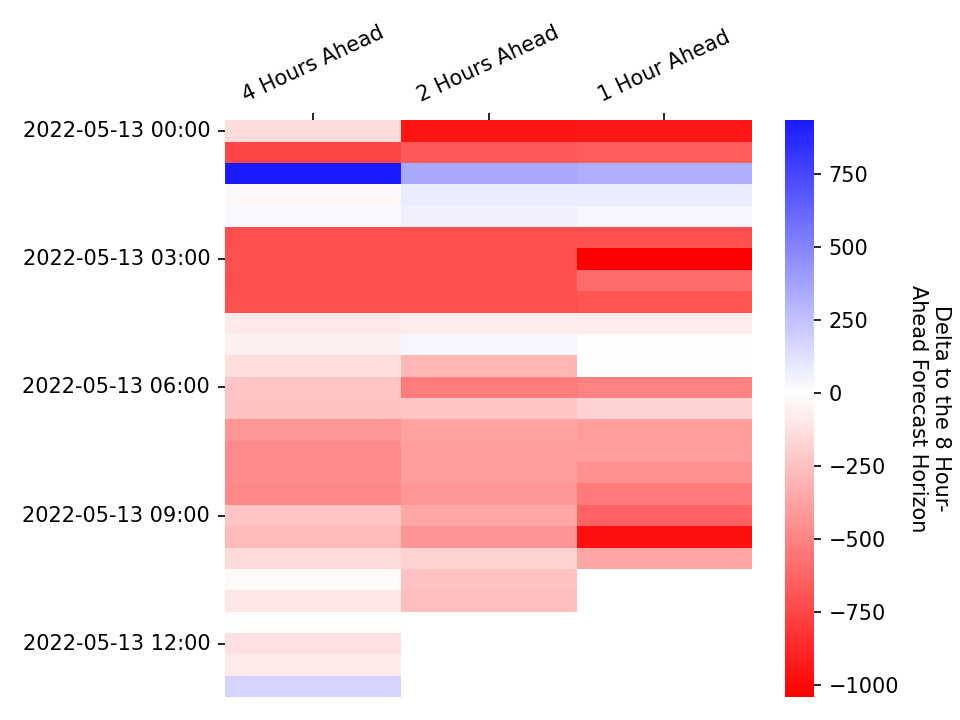 4 Hours Ahead
2 Hours Ahead
1 Hour Ahead
2022-05-13 00:00
2022-05-13 03:00
2022-05-13 06:00
2022-05-13 09:00
2022-05-13 12:00
750
500
250
0
−250
−500
−750
−1000
Delta to the 8 Hour-
Ahead Forecast Horizon